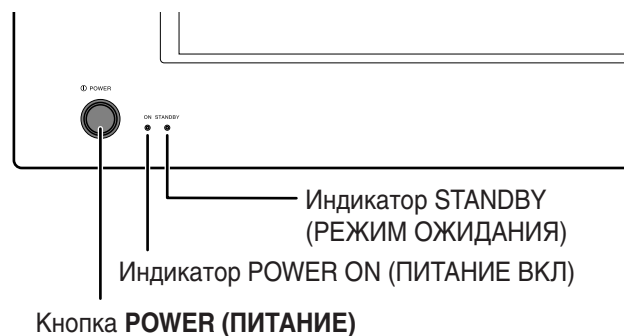 POWER
ON STANDBY
Индикатор STANDBY
(РЕЖИМ ОЖИДАНИЯ)
Индикатор POWER ON (ПИТАНИЕ ВКЛ)
Кнопка POWER (ПИТАНИЕ)